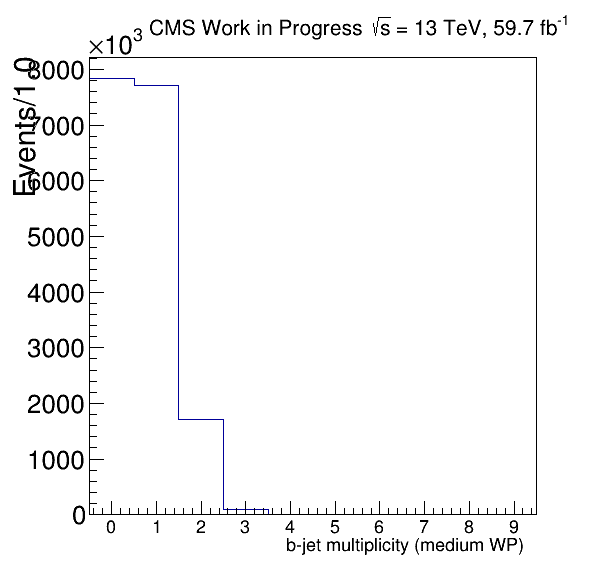 ×10³ CMS Work in Progress √s = 13 TeV, 59.7 fb⁻¹
Events/1.0
8000
7000
6000
5000
4000
3000
2000
1000
0
0 1 2 3 4 5 6 7 8 9
b-jet multiplicity (medium WP)